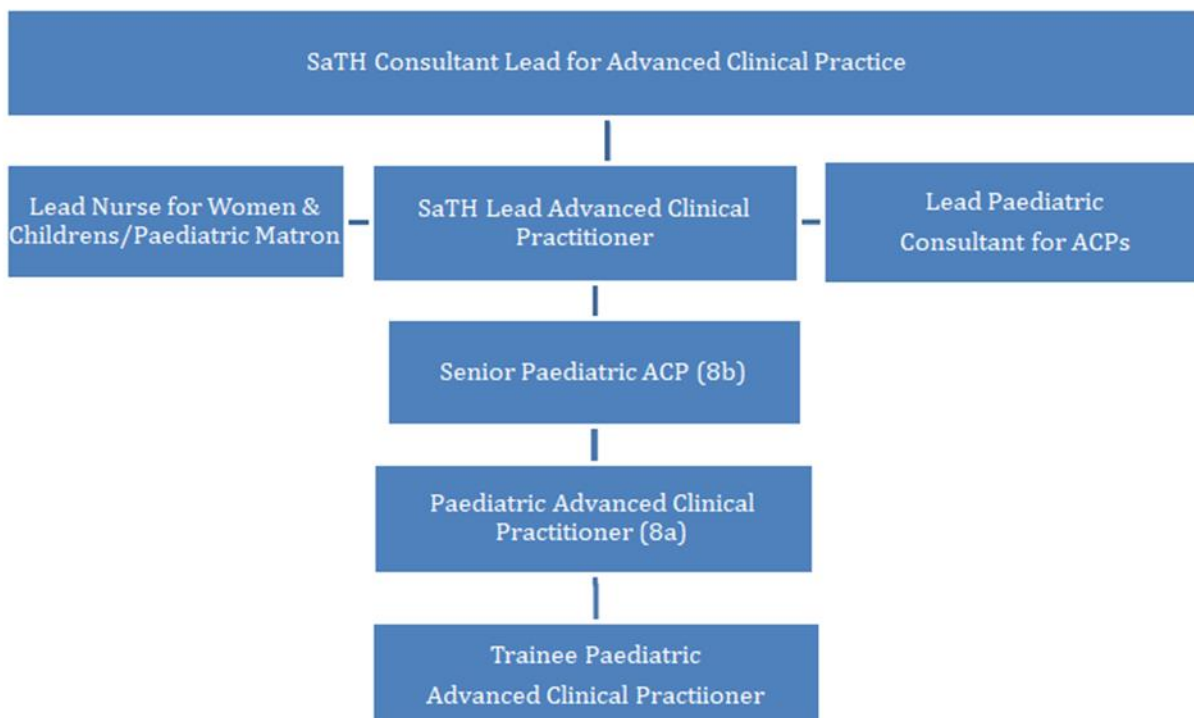 SaTH Consultant Lead for Advanced Clinical Practice
Lead Nurse for Women &
Childrens/Paediatric Matron
SaTH Lead Advanced Clinical
Practitioner
Lead Paediatric
Consultant for ACPs
Senior Paediatric ACP (8b)
Paediatric Advanced Clinical
Practitioner (8a)
Trainee Paediatric
Advanced Clinical Practiioner